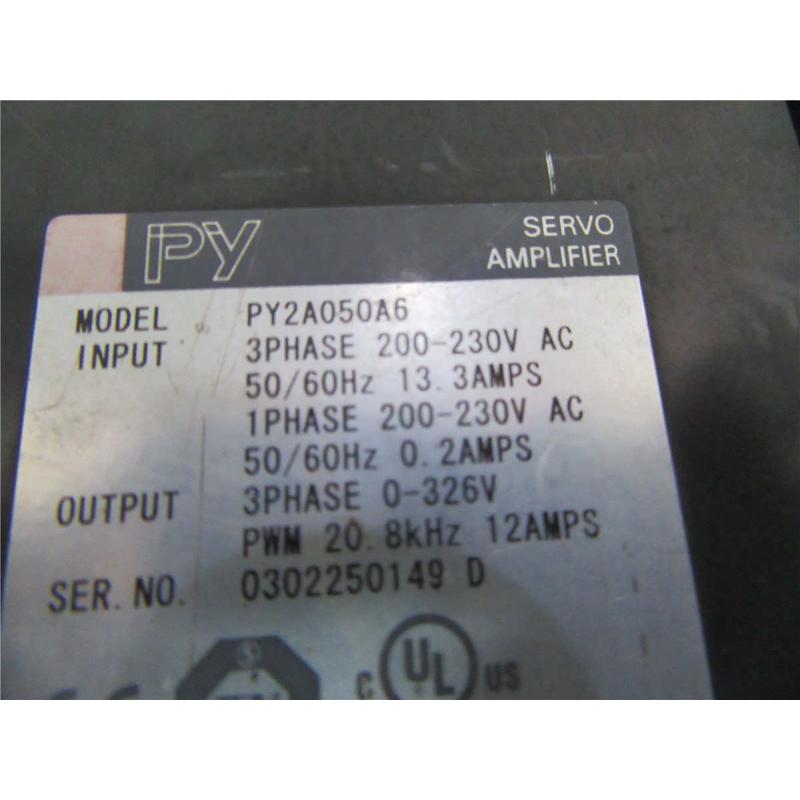 PY
SERVO
AMPLIFIER
MODEL PY2A050A6
INPUT 3PHASE 200-230V AC
50/60Hz 13.3AMPS
1PHASE 200-230V AC
50/60Hz 0.2AMPS
OUTPUT 3PHASE 0-326V
PWM 20.8kHz 12AMPS
SER. NO. 0302250149 D
c UL US